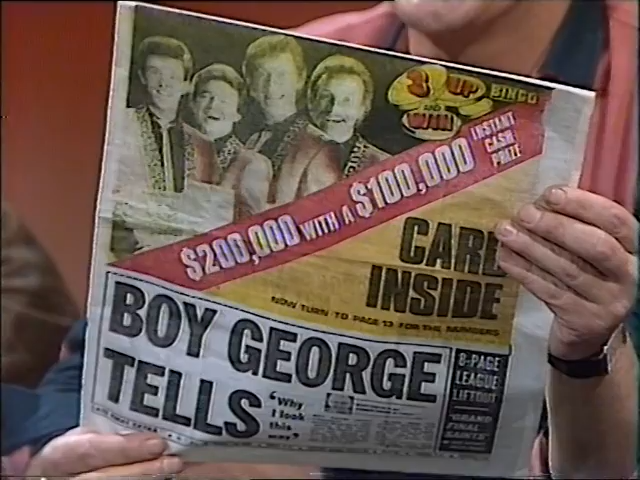 3 UP
AND
WIN
BINGO
INSTANT
CASH
PRIZE
$200,000 WITH A $100,000
CARD
INSIDE
NOW TURN TO PAGE 13 FOR THE NUMBERS
BOY GEORGE
TELLS
'Why
I look
this
way?'
8-PAGE
LEAGUE
LIFTOUT
GRAND
FINAL